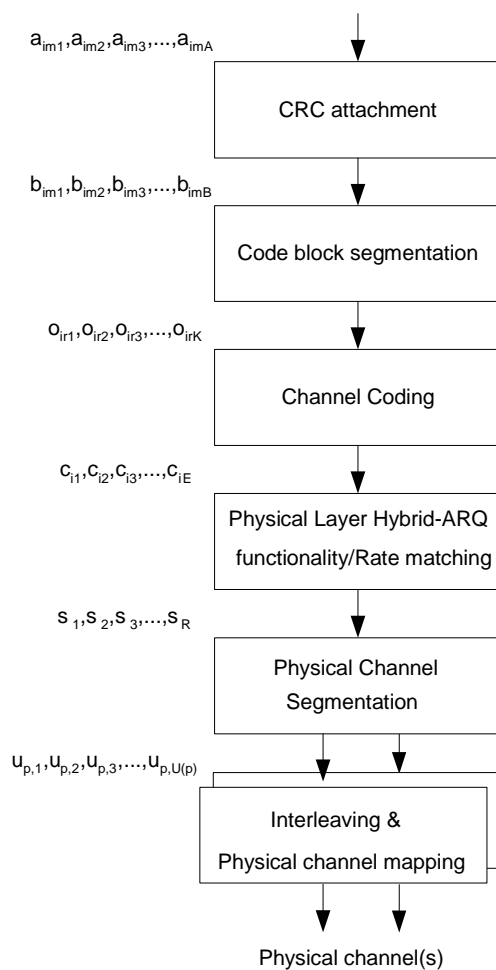 a_im1,a_im2,a_im3,...,a_imA
CRC attachment
b_im1,b_im2,b_im3,...,b_imB
Code block segmentation
o_ir1,o_ir2,o_ir3,...,o_irK
Channel Coding
c_i1,c_i2,c_i3,...,c_iE
Physical Layer Hybrid-ARQ
functionality/Rate matching
s_1,s_2,s_3,...,s_R
Physical Channel
Segmentation
u_p,1,u_p,2,u_p,3,...,u_p,U(p)
Interleaving &
Physical channel mapping
Physical channel(s)